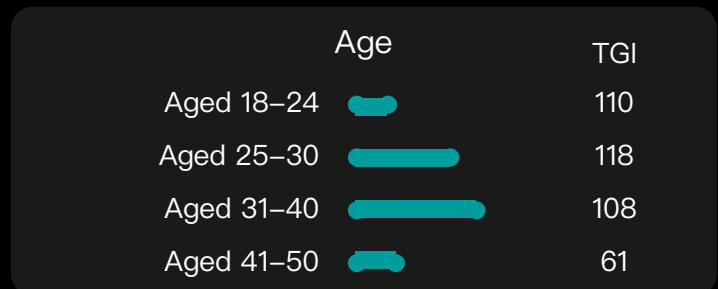 Age
TGI
Aged 18–24 110
Aged 25–30 118
Aged 31–40 108
Aged 41–50 61